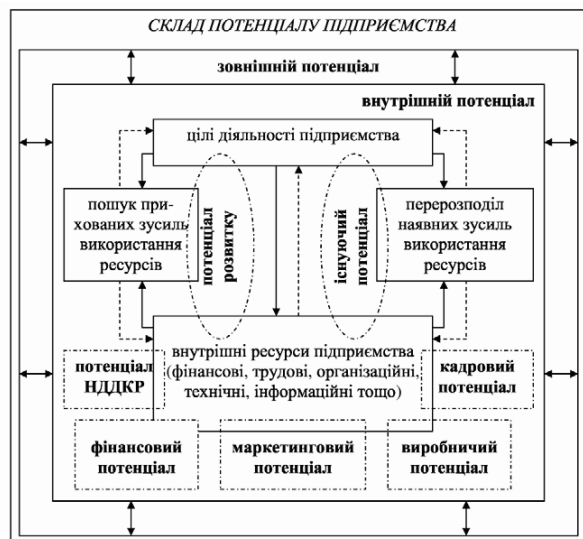 СКЛАД ПОТЕНЦІАЛУ ПІДПРИЄМСТВА
зовнішній потенціал
внутрішній потенціал
цілі діяльності підприємства
пошук при-
хованих зусиль
використання
ресурсів
потенціал
розвитку
існуючий
потенціал
перерозподіл
наявних зусиль
використання
ресурсів
внутрішні ресурси підприємства
(фінансові, трудові, організаційні,
технічні, інформаційні тощо)
потенціал
НДДКР
кадровий
потенціал
фінансовий
потенціал
маркетинговий
потенціал
виробничий
потенціал